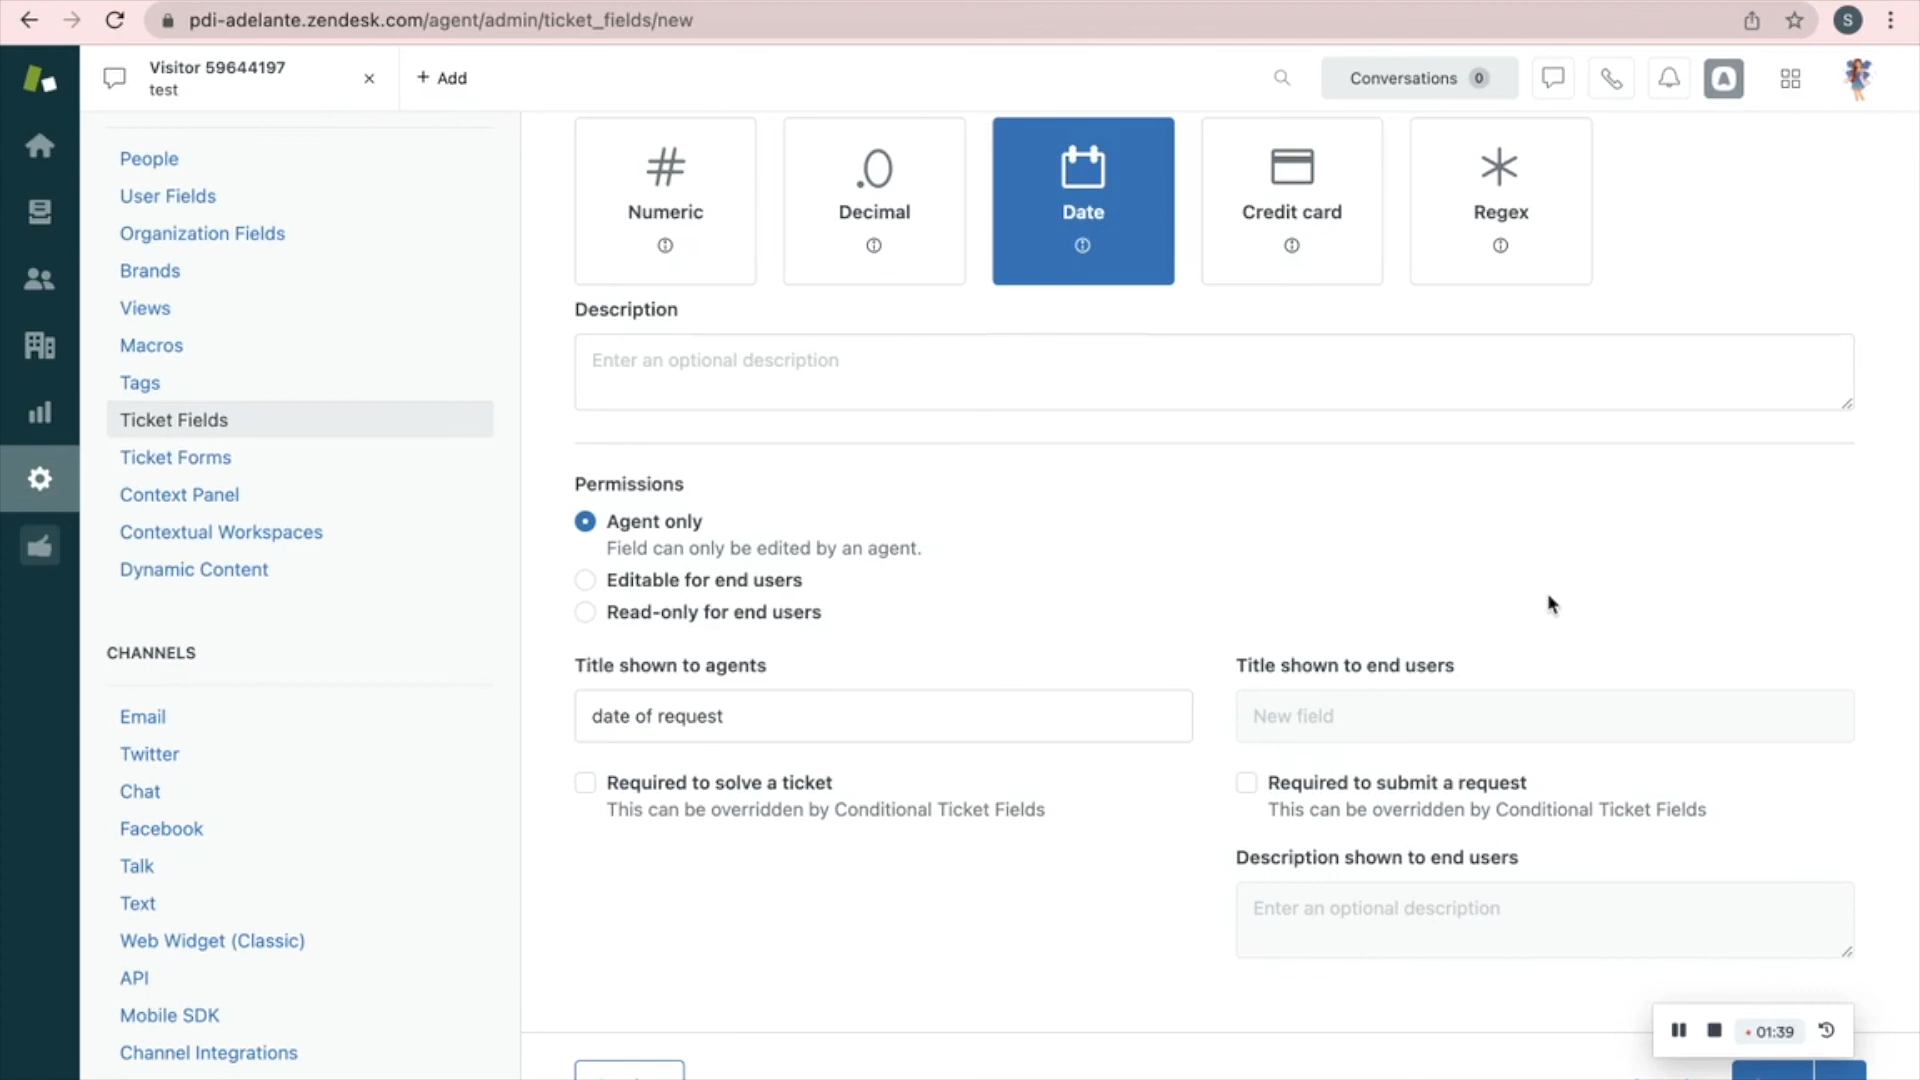 pdi-adelante.zendesk.com/agent/admin/ticket_fields/new
S
Visitor 59644197
test
× + Add
Conversations 0
A
People
User Fields
Organization Fields
Brands
Views
Macros
Tags
Ticket Fields
Ticket Forms
Context Panel
Contextual Workspaces
Dynamic Content
CHANNELS
Email
Twitter
Chat
Facebook
Talk
Text
Web Widget (Classic)
API
Mobile SDK
Channel Integrations
# .0 *
Numeric Decimal Date Credit card Regex
Description
Enter an optional description
Permissions
Agent only
Field can only be edited by an agent.
Editable for end users
Read-only for end users
Title shown to agents
date of request
Required to solve a ticket
This can be overridden by Conditional Ticket Fields
Title shown to end users
New field
Required to submit a request
This can be overridden by Conditional Ticket Fields
Description shown to end users
Enter an optional description
01:39